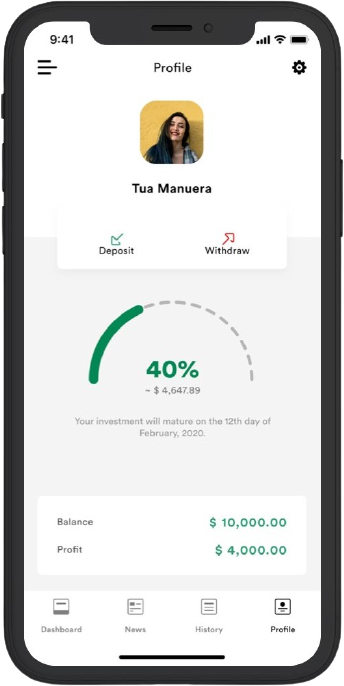 9:41
Profile
Tua Manuera
Deposit Withdraw
40%
~ $ 4,647.89
Your investment will mature on the 12th day of
February, 2020.
Balance $ 10,000.00
Profit $ 4,000.00
Dashboard News History Profile